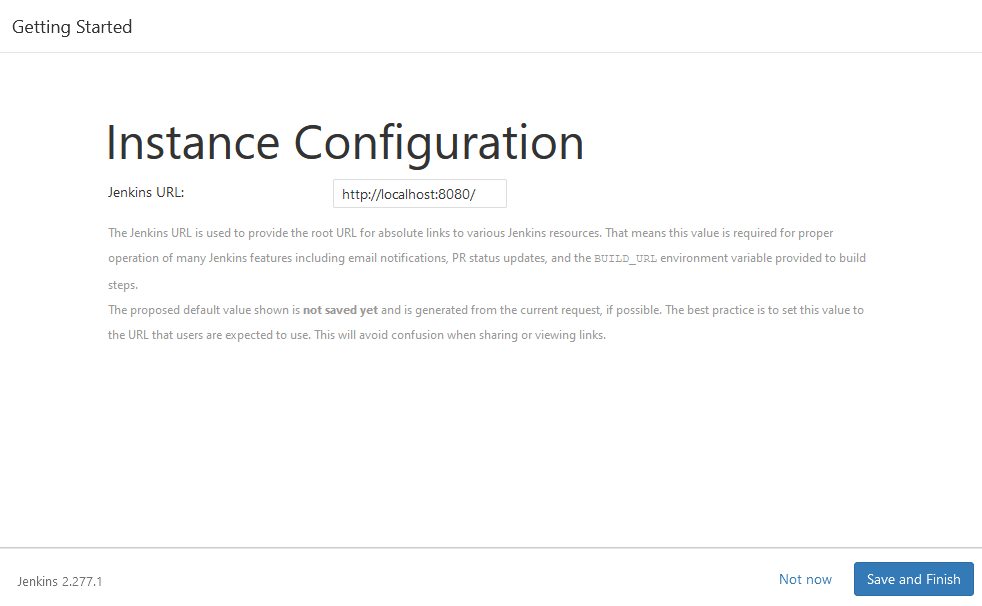 Getting Started
Instance Configuration
Jenkins URL:
http://localhost:8080/
The Jenkins URL is used to provide the root URL for absolute links to various Jenkins resources. That means this value is required for proper
operation of many Jenkins features including email notifications, PR status updates, and the BUILD_URL environment variable provided to build
steps.
The proposed default value shown is not saved yet and is generated from the current request, if possible. The best practice is to set this value to
the URL that users are expected to use. This will avoid confusion when sharing or viewing links.
Jenkins 2.277.1
Not now
Save and Finish